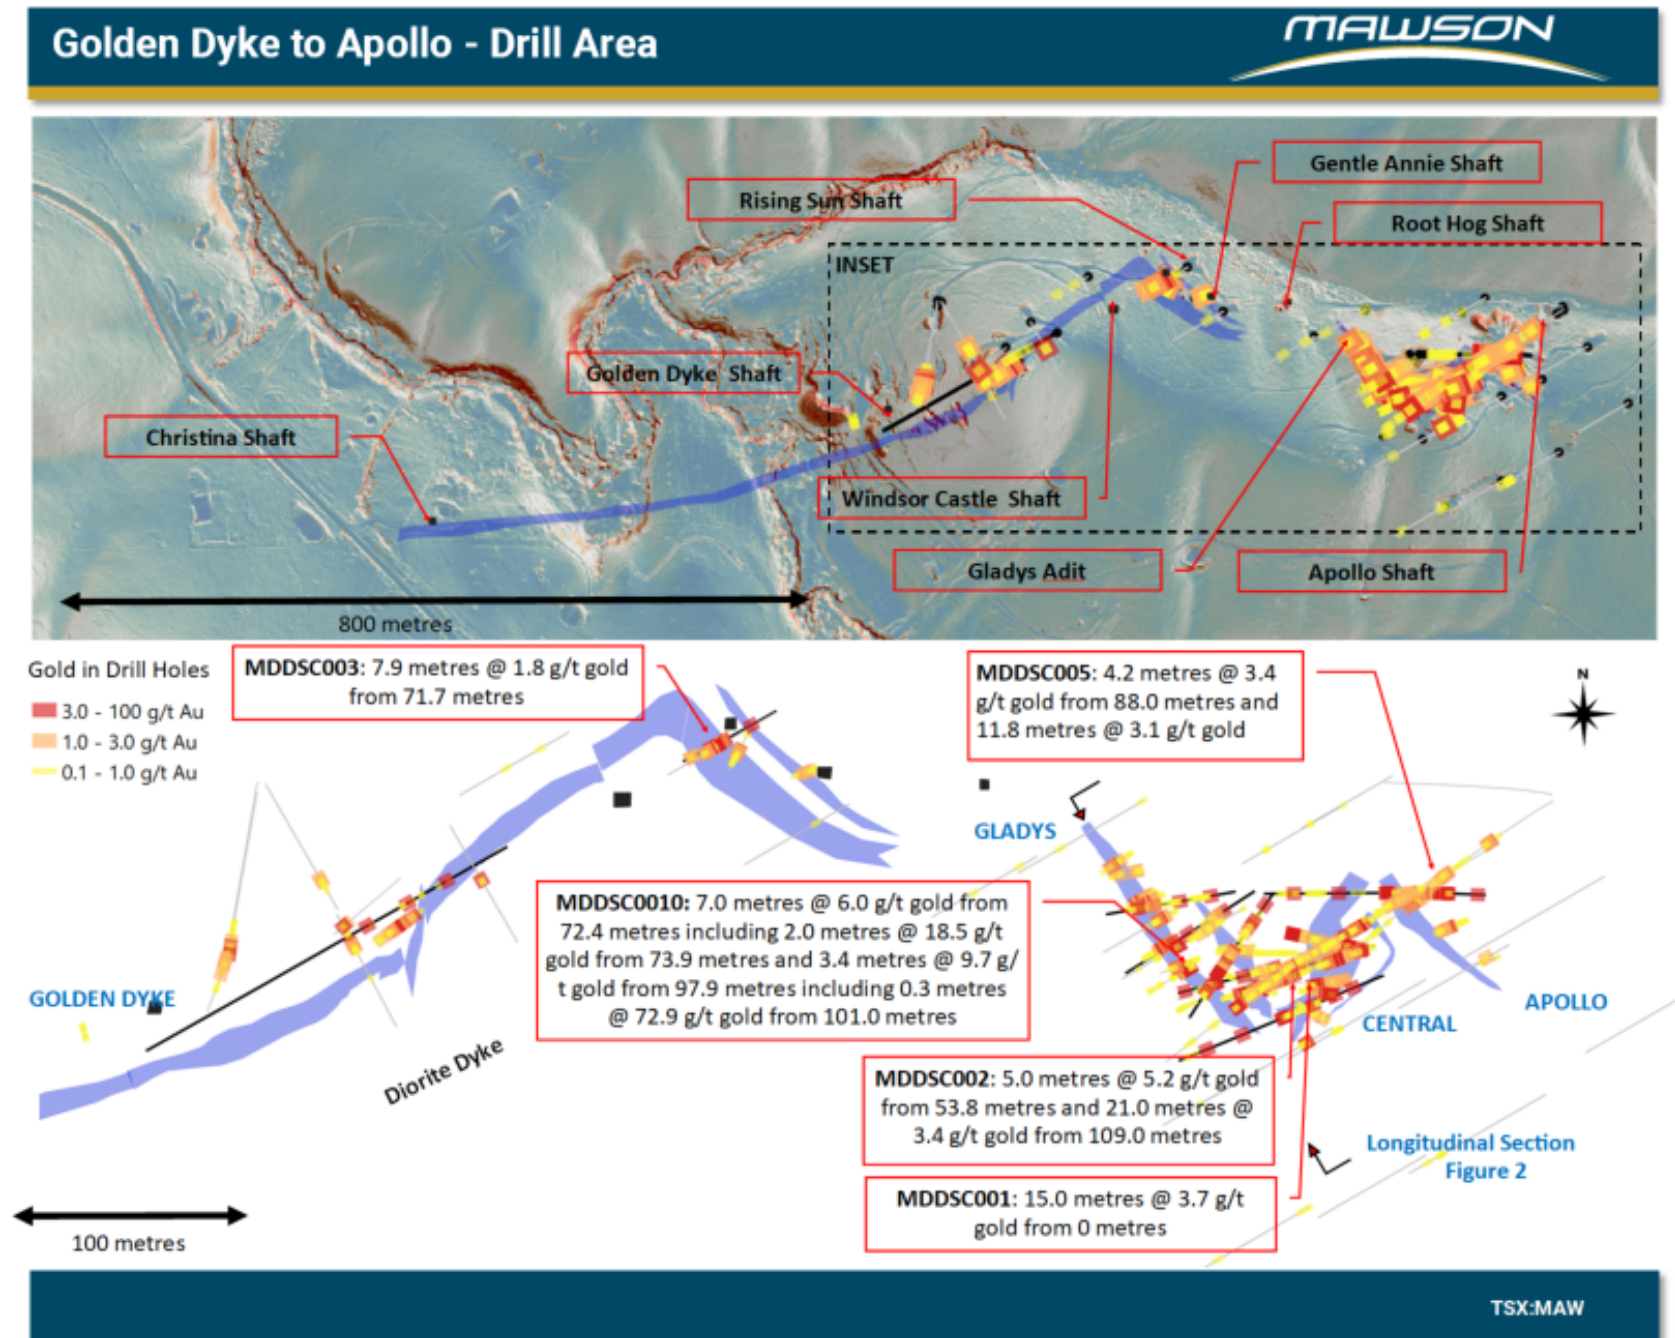 Golden Dyke to Apollo - Drill Area
MAWSON
Gentle Annie Shaft
Rising Sun Shaft
Root Hog Shaft
INSET
Golden Dyke Shaft
Christina Shaft
Windsor Castle Shaft
Gladys Adit
Apollo Shaft
800 metres
Gold in Drill Holes
3.0 - 100 g/t Au
1.0 - 3.0 g/t Au
0.1 - 1.0 g/t Au
MDDSC003: 7.9 metres @ 1.8 g/t gold
from 71.7 metres
MDDSC005: 4.2 metres @ 3.4
g/t gold from 88.0 metres and
11.8 metres @ 3.1 g/t gold
N
GLADYS
MDDSC0010: 7.0 metres @ 6.0 g/t gold from
72.4 metres including 2.0 metres @ 18.5 g/t
gold from 73.9 metres and 3.4 metres @ 9.7 g/
t gold from 97.9 metres including 0.3 metres
@ 72.9 g/t gold from 101.0 metres
GOLDEN DYKE
APOLLO
CENTRAL
Diorite Dyke
MDDSC002: 5.0 metres @ 5.2 g/t gold
from 53.8 metres and 21.0 metres @
3.4 g/t gold from 109.0 metres
Longitudinal Section
Figure 2
MDDSC001: 15.0 metres @ 3.7 g/t
gold from 0 metres
100 metres
TSX:MAW